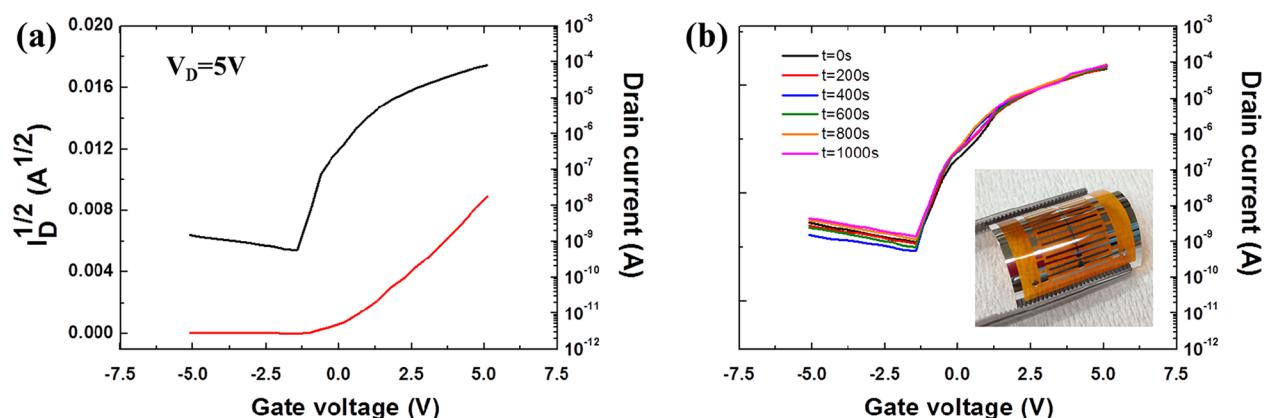 (a)
V_D=5V
I_D^1/2 (A^1/2)
0.020
0.016
0.012
0.008
0.004
0.000
-7.5 -5.0 -2.5 0.0 2.5 5.0 7.5
Gate voltage (V)
10^-3
10^-4
10^-5
10^-6
10^-7
10^-8
10^-9
10^-10
10^-11
10^-12
Drain current (A)
(b)
t=0s
t=200s
t=400s
t=600s
t=800s
t=1000s
-7.5 -5.0 -2.5 0.0 2.5 5.0 7.5
Gate voltage (V)
10^-3
10^-4
10^-5
10^-6
10^-7
10^-8
10^-9
10^-10
10^-11
10^-12
Drain current (A)